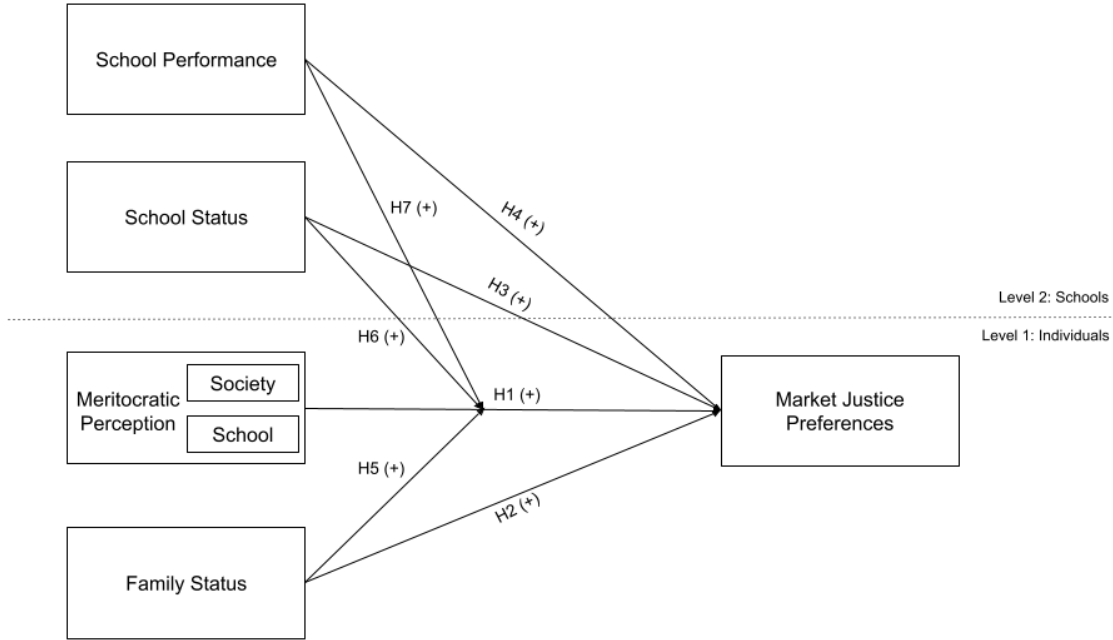 School Performance
H7 (+)
H4 (+)
School Status
H3 (+)
Level 2: Schools
H6 (+)
Level 1: Individuals
Meritocratic
Perception
Society
School
H1 (+)
Market Justice
Preferences
H5 (+)
H2 (+)
Family Status